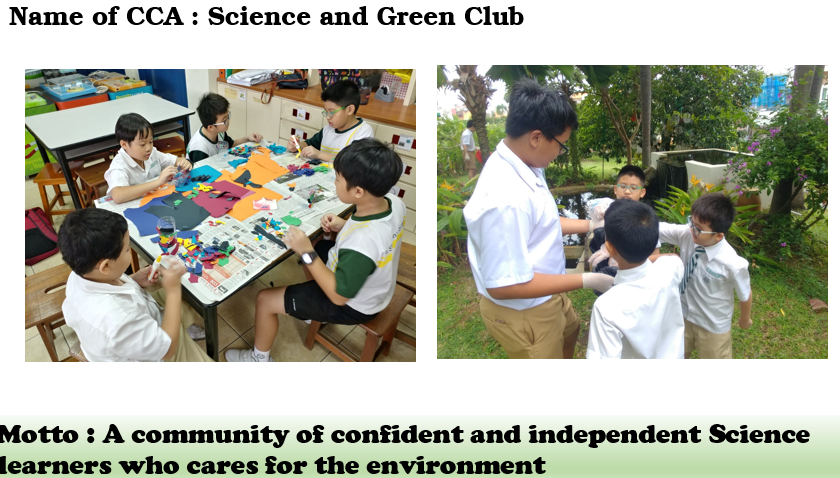 Name of CCA : Science and Green Club
Motto : A community of confident and independent Science
learners who cares for the environment